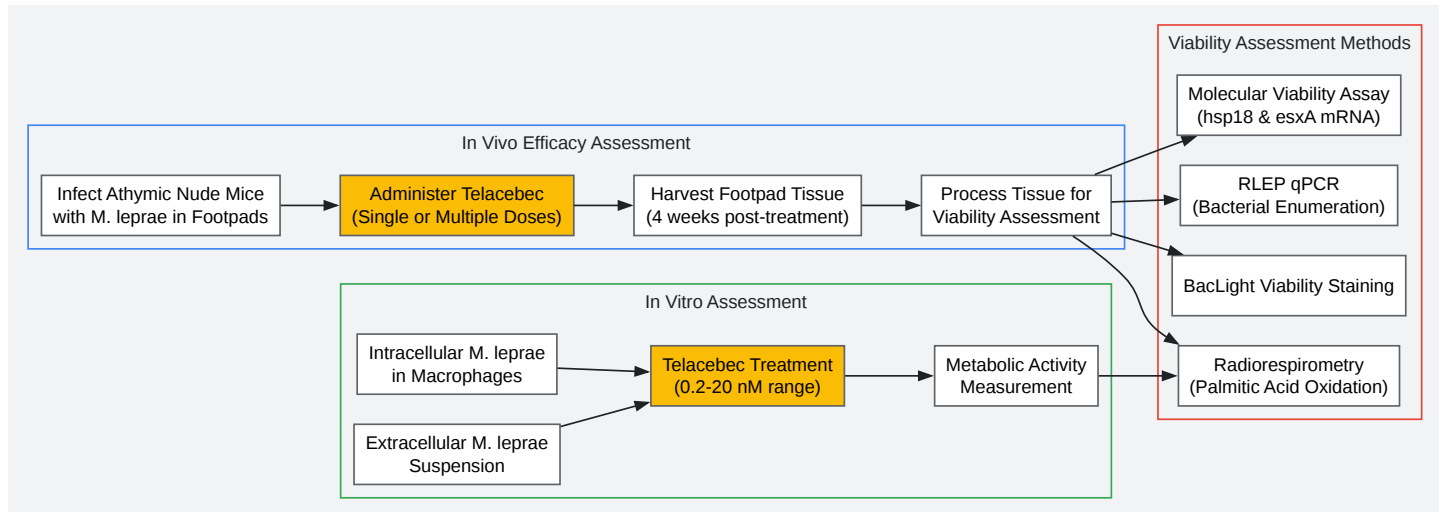 In Vivo Efficacy Assessment
Infect Athymic Nude Mice
with M. leprae in Footpads
Administer Telacebec
(Single or Multiple Doses)
Harvest Footpad Tissue
(4 weeks post-treatment)
Process Tissue for
Viability Assessment
In Vitro Assessment
Intracellular M. leprae
in Macrophages
Extracellular M. leprae
Suspension
Telacebec Treatment
(0.2-20 nM range)
Metabolic Activity
Measurement
Viability Assessment Methods
Molecular Viability Assay
(hsp18 & esxA mRNA)
RLEP qPCR
(Bacterial Enumeration)
BacLight Viability Staining
Radiorespirometry
(Palmitic Acid Oxidation)